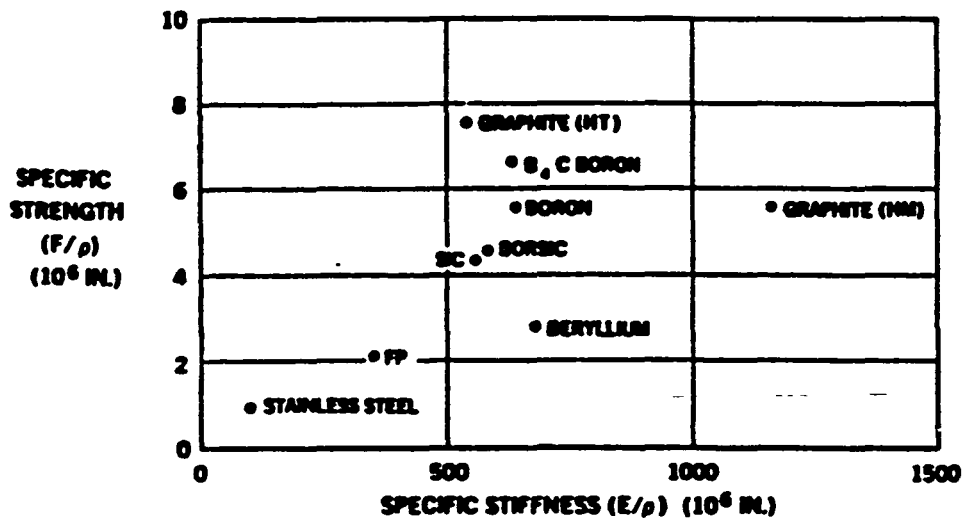 10
8
6
4
2
0
SPECIFIC
STRENGTH
(F/ρ)
(10⁶ IN.)
GRAPHITE (HT)
B₄C BORON
BORON
GRAPHITE (HM)
BORSIC
SIC
BERYLLIUM
FP
STAINLESS STEEL
0 500 1000 1500
SPECIFIC STIFFNESS (E/ρ) (10⁶ IN.)